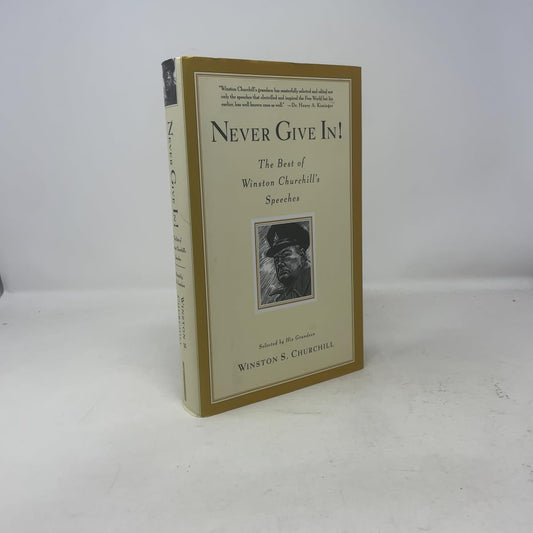 "Winston Churchill's grandson has masterfully selected and edited not
only the speeches that electrified and inspired the Free World but his
earlier, less well known ones as well." —Dr. Henry A. Kissinger
NEVER GIVE IN!
The Best of
Winston Churchill's
Speeches
Selected by His Grandson
WINSTON S. CHURCHILL
NEVER GIVE IN!
WINSTON S.
CHURCHILL